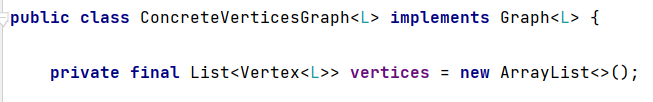 public class ConcreteVerticesGraph<L> implements Graph<L> {
private final List<Vertex<L>> vertices = new ArrayList<>();